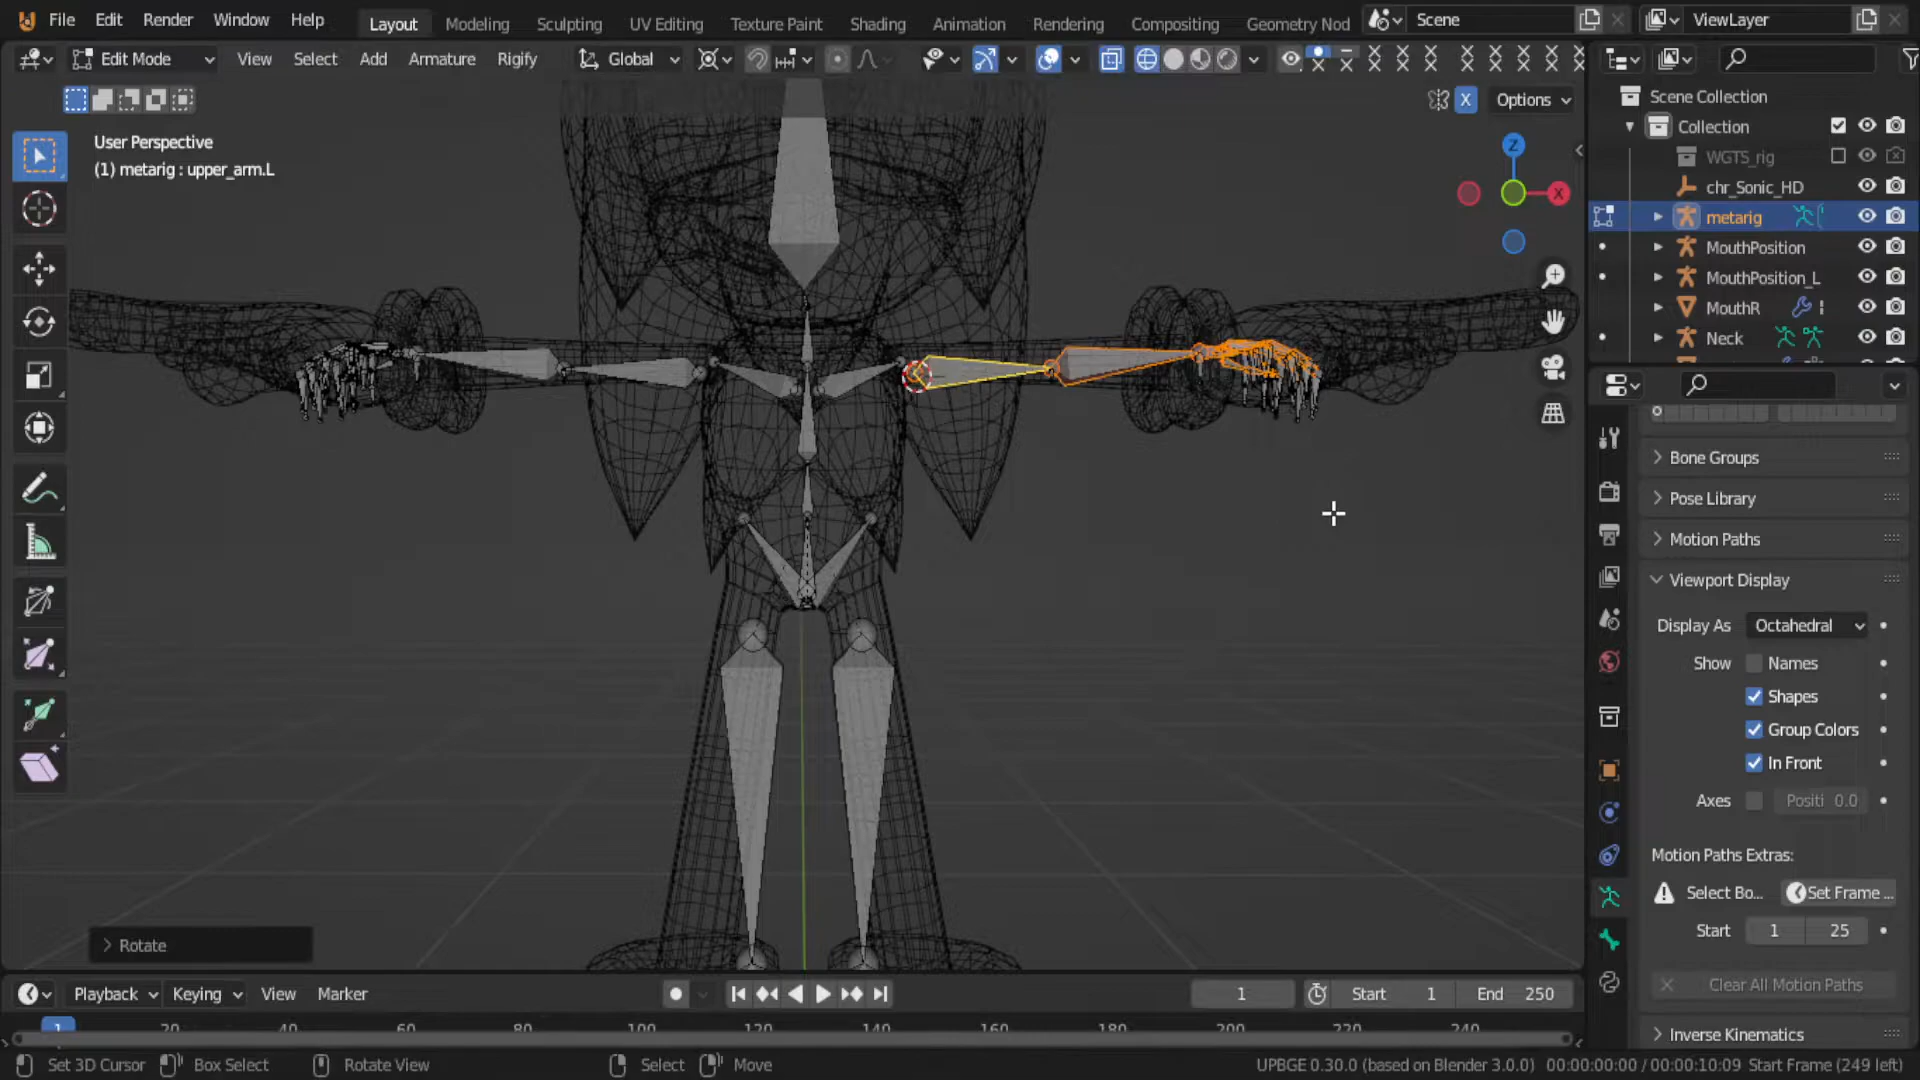 File Edit Render Window Help Layout Modeling Sculpting UV Editing Texture Paint Shading Animation Rendering Compositing Geometry Nod Scene ViewLayer
Edit Mode View Select Add Armature Rigify Global
X Options
User Perspective
(1) metarig : upper_arm.L
Z
X
Scene Collection
Collection
WGTS_rig
chr_Sonic_HD
metarig
MouthPosition
MouthPosition_L
MouthR
Neck
Bone Groups
Pose Library
Motion Paths
Viewport Display
Display As Octahedral
Show Names
Shapes
Group Colors
In Front
Axes Positi 0.0
Motion Paths Extras:
Select Bo... Set Frame ...
Start 1 25
Clear All Motion Paths
Inverse Kinematics
Rotate
Playback Keying View Marker 1 Start 1 End 250
1 20 40 60 80 100 120 140 160 180 200 220 240
Set 3D Cursor Box Select Rotate View Select Move UPBGE 0.30.0 (based on Blender 3.0.0) 00:00:00:00 / 00:00:10:09 Start Frame (249 left)